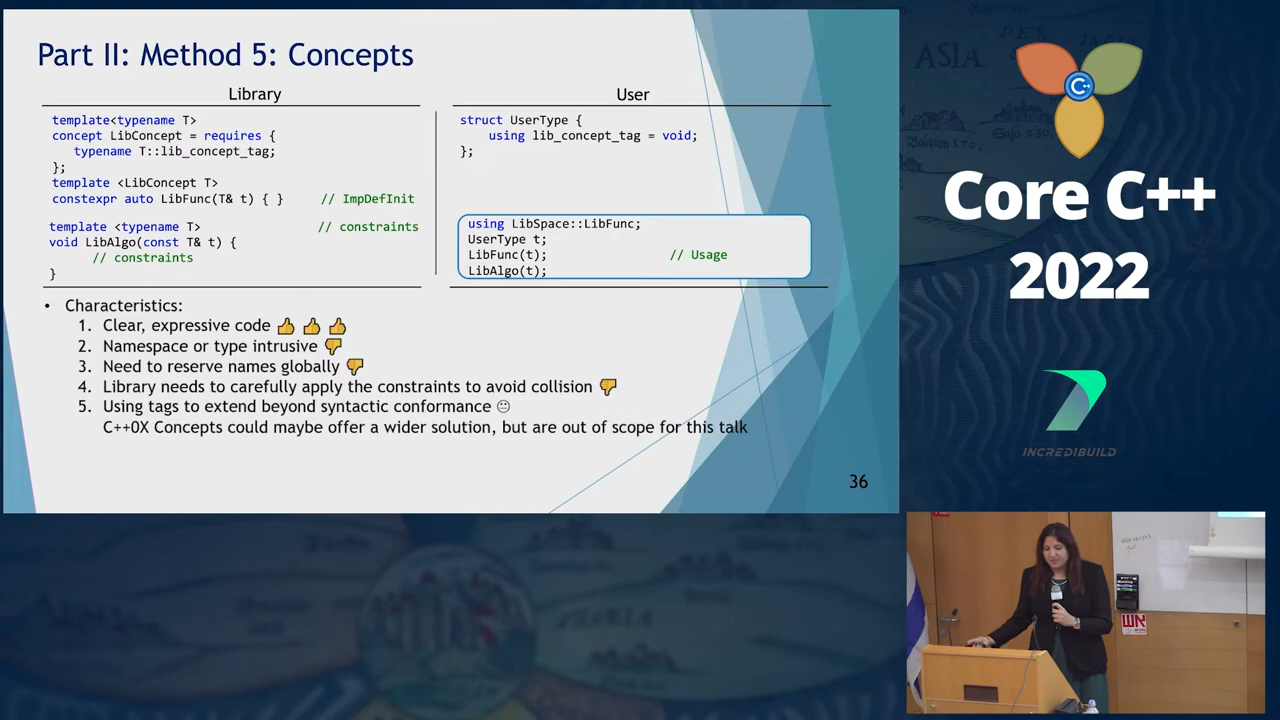 Part II: Method 5: Concepts
Library
template<typename T>
concept LibConcept = requires {
typename T::lib_concept_tag;
};
template <LibConcept T>
constexpr auto LibFunc(T& t) { } // ImpDefInit
template <typename T> // constraints
void LibAlgo(const T& t) {
// constraints
}
User
struct UserType {
using lib_concept_tag = void;
};
using LibSpace::LibFunc;
UserType t;
LibFunc(t); // Usage
LibAlgo(t);
• Characteristics:
1. Clear, expressive code 👍 👍 👍
2. Namespace or type intrusive 👎
3. Need to reserve names globally 👎
4. Library needs to carefully apply the constraints to avoid collision 👎
5. Using tags to extend beyond syntactic conformance 😐
C++0X Concepts could maybe offer a wider solution, but are out of scope for this talk
36
ASIA
C++
Core C++
2022
INCREDIBUILD